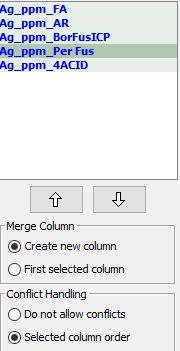 Ag_ppm_FA
Ag_ppm_AR
Ag_ppm_BorFusICP
Ag_ppm_Per Fus
Ag_ppm_4ACID
Merge Column
Create new column
First selected column
Conflict Handling
Do not allow conflicts
Selected column order